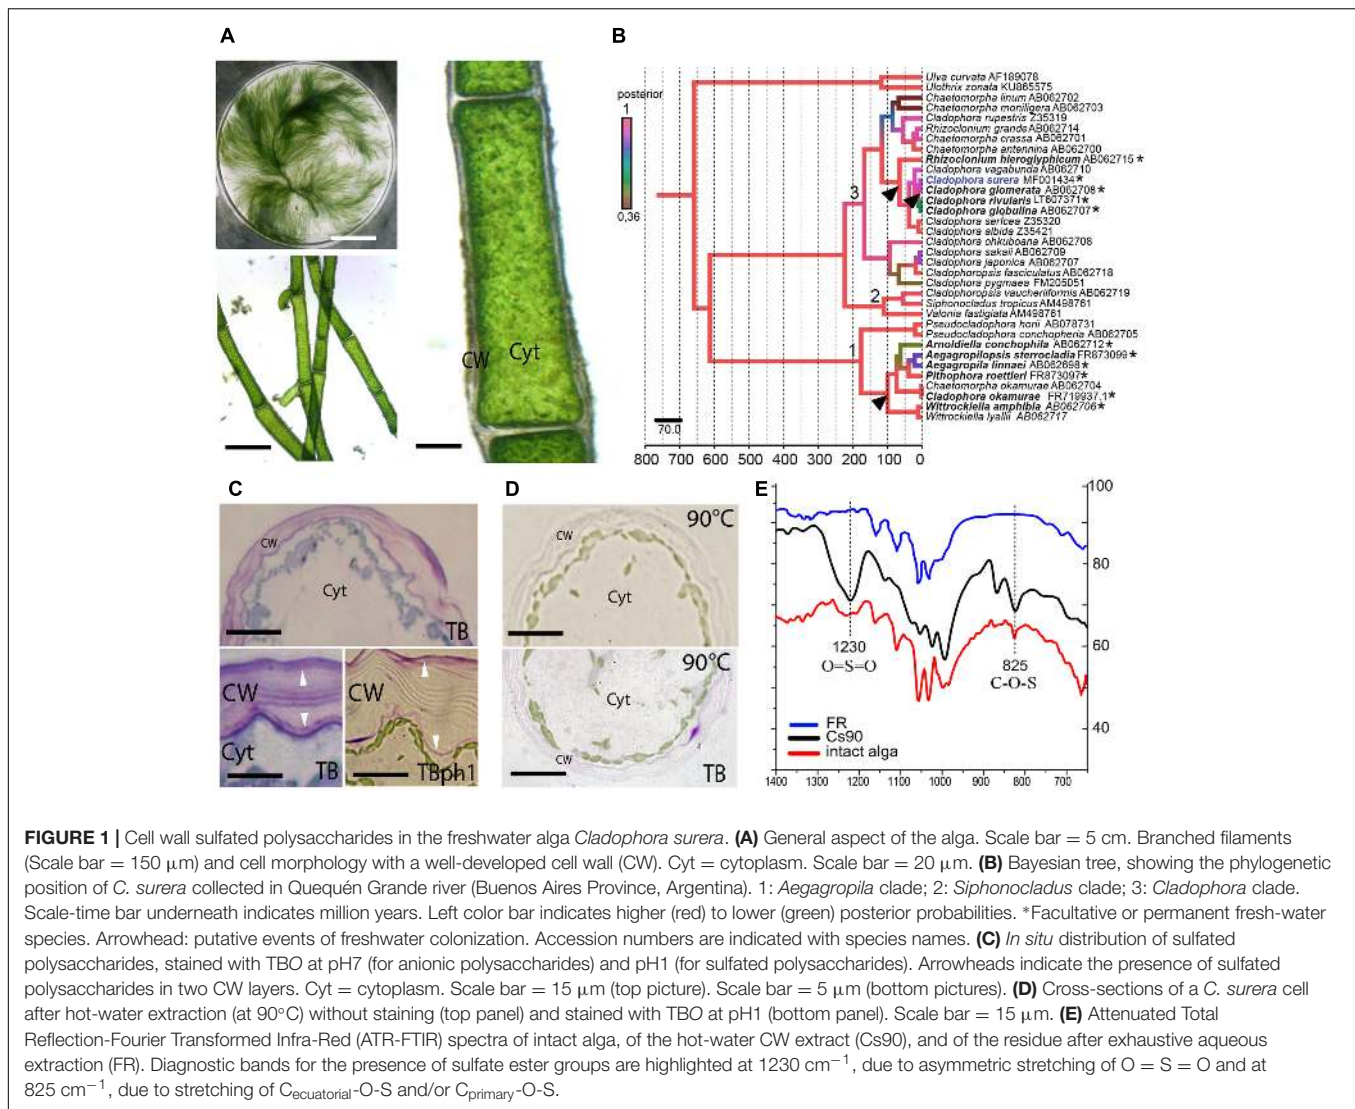 A
B
posterior
1
0,36
Ulva curvata AF189078
Ulothrix zonata KU865575
Chaetomorpha linum AB062702
Chaetomorpha moniligera AB062703
Cladophora rupestris Z35319
Rhizoclonium grande AB062714
Chaetomorpha crassa AB062701
Chaetomorpha antennina AB062700
Rhizoclonium hieroglyphicum AB062715 *
Cladophora vagabunda AB062710
Cladophora surera MF001434 *
Cladophora glomerata AB062706 *
Cladophora rivularis LT607371 *
Cladophora globulina AB062707 *
Cladophora sericea Z35320
Cladophora albida Z35421
Cladophora ohkuboana AB062708
Cladophora sakaii AB062709
Cladophora japonica AB062707
Cladophoropsis fasciculatus AB062718
Cladophora pygmaea FM205051
Cladophoropsis vaucheriiformis AB062719
Siphonocladus tropicus AM498761
Valonia fastigiata AM498761
Pseudocladophora horii AB078731
Pseudocladophora conchopheria AB062705
Arnoldiella conchophila AB062712 *
Aegagropilopsis sterrocladia FR873099 *
Aegagropila linnaei AB062698 *
Pithophora roettleri FR873097 *
Chaetomorpha okamurae AB062704
Cladophora okamurae FR719937.1 *
Wittrockiella amphibia AB062706 *
Wittrockiella lyallii AB062717
3
2
1
70.0
800 700 600 500 400 300 200 100 0
CW Cyt
C
CW
Cyt
TB
CW
Cyt
TB
CW
TBph1
D
90°C
CW
Cyt
90°C
Cyt
CW
TB
E
100
80
60
40
1230
O=S=O
825
C-O-S
FR
Cs90
intact alga
1400 1300 1200 1100 1000 900 800 700
FIGURE 1 | Cell wall sulfated polysaccharides in the freshwater alga Cladophora surera. (A) General aspect of the alga. Scale bar = 5 cm. Branched filaments
(Scale bar = 150 μm) and cell morphology with a well-developed cell wall (CW). Cyt = cytoplasm. Scale bar = 20 μm. (B) Bayesian tree, showing the phylogenetic
position of C. surera collected in Quequén Grande river (Buenos Aires Province, Argentina). 1: Aegagropila clade; 2: Siphonocladus clade; 3: Cladophora clade.
Scale-time bar underneath indicates million years. Left color bar indicates higher (red) to lower (green) posterior probabilities. *Facultative or permanent fresh-water
species. Arrowhead: putative events of freshwater colonization. Accession numbers are indicated with species names. (C) In situ distribution of sulfated
polysaccharides, stained with TBO at pH7 (for anionic polysaccharides) and pH1 (for sulfated polysaccharides). Arrowheads indicate the presence of sulfated
polysaccharides in two CW layers. Cyt = cytoplasm. Scale bar = 15 μm (top picture). Scale bar = 5 μm (bottom pictures). (D) Cross-sections of a C. surera cell
after hot-water extraction (at 90°C) without staining (top panel) and stained with TBO at pH1 (bottom panel). Scale bar = 15 μm. (E) Attenuated Total
Reflection-Fourier Transformed Infra-Red (ATR-FTIR) spectra of intact alga, of the hot-water CW extract (Cs90), and of the residue after exhaustive aqueous
extraction (FR). Diagnostic bands for the presence of sulfate ester groups are highlighted at 1230 cm−1, due to asymmetric stretching of O = S = O and at
825 cm−1, due to stretching of Cecuatorial-O-S and/or Cprimary-O-S.